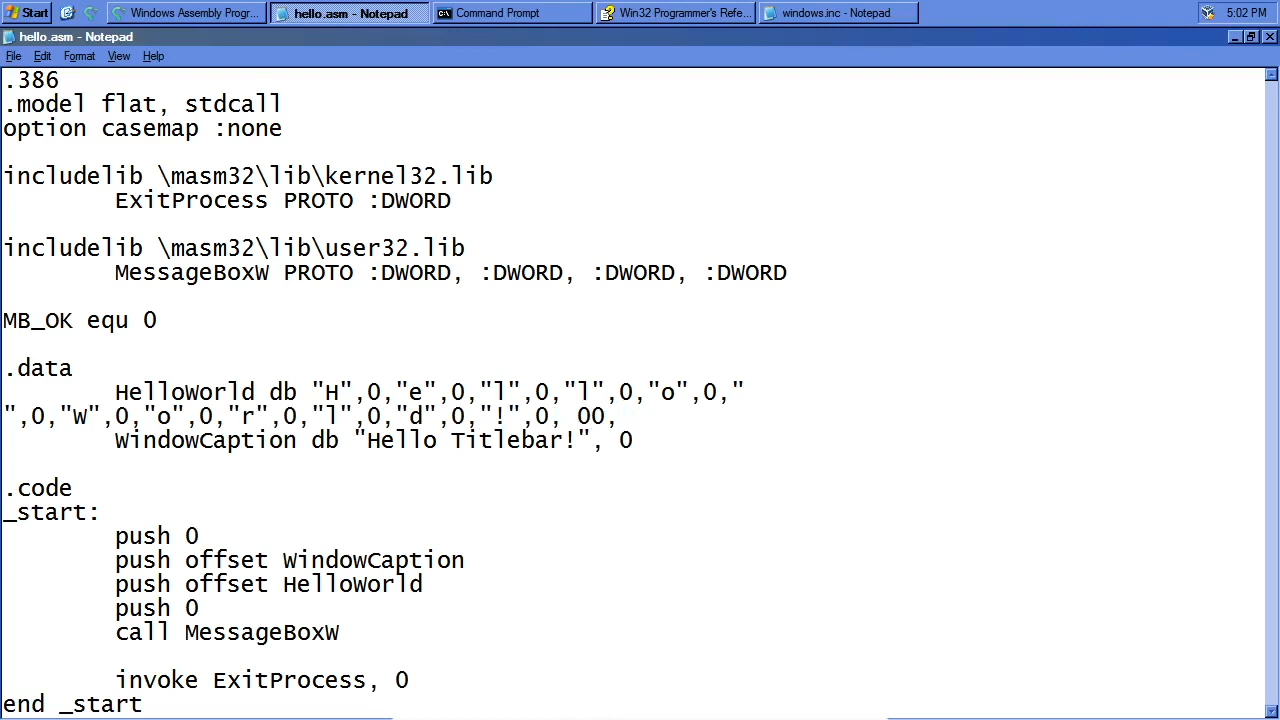 Start
Windows Assembly Progr...
hello.asm - Notepad
Command Prompt
Win32 Programmer's Refe...
windows.inc - Notepad
5:02 PM
hello.asm - Notepad
File Edit Format View Help
.386
.model flat, stdcall
option casemap :none
includelib \masm32\lib\kernel32.lib
ExitProcess PROTO :DWORD
includelib \masm32\lib\user32.lib
MessageBoxW PROTO :DWORD, :DWORD, :DWORD, :DWORD
MB_OK equ 0
.data
HelloWorld db "H",0,"e",0,"l",0,"l",0,"o",0,"
",0,"W",0,"o",0,"r",0,"l",0,"d",0,"!",0, 00,
WindowCaption db "Hello Titlebar!", 0
.code
_start:
push 0
push offset WindowCaption
push offset HelloWorld
push 0
call MessageBoxW
invoke ExitProcess, 0
end _start